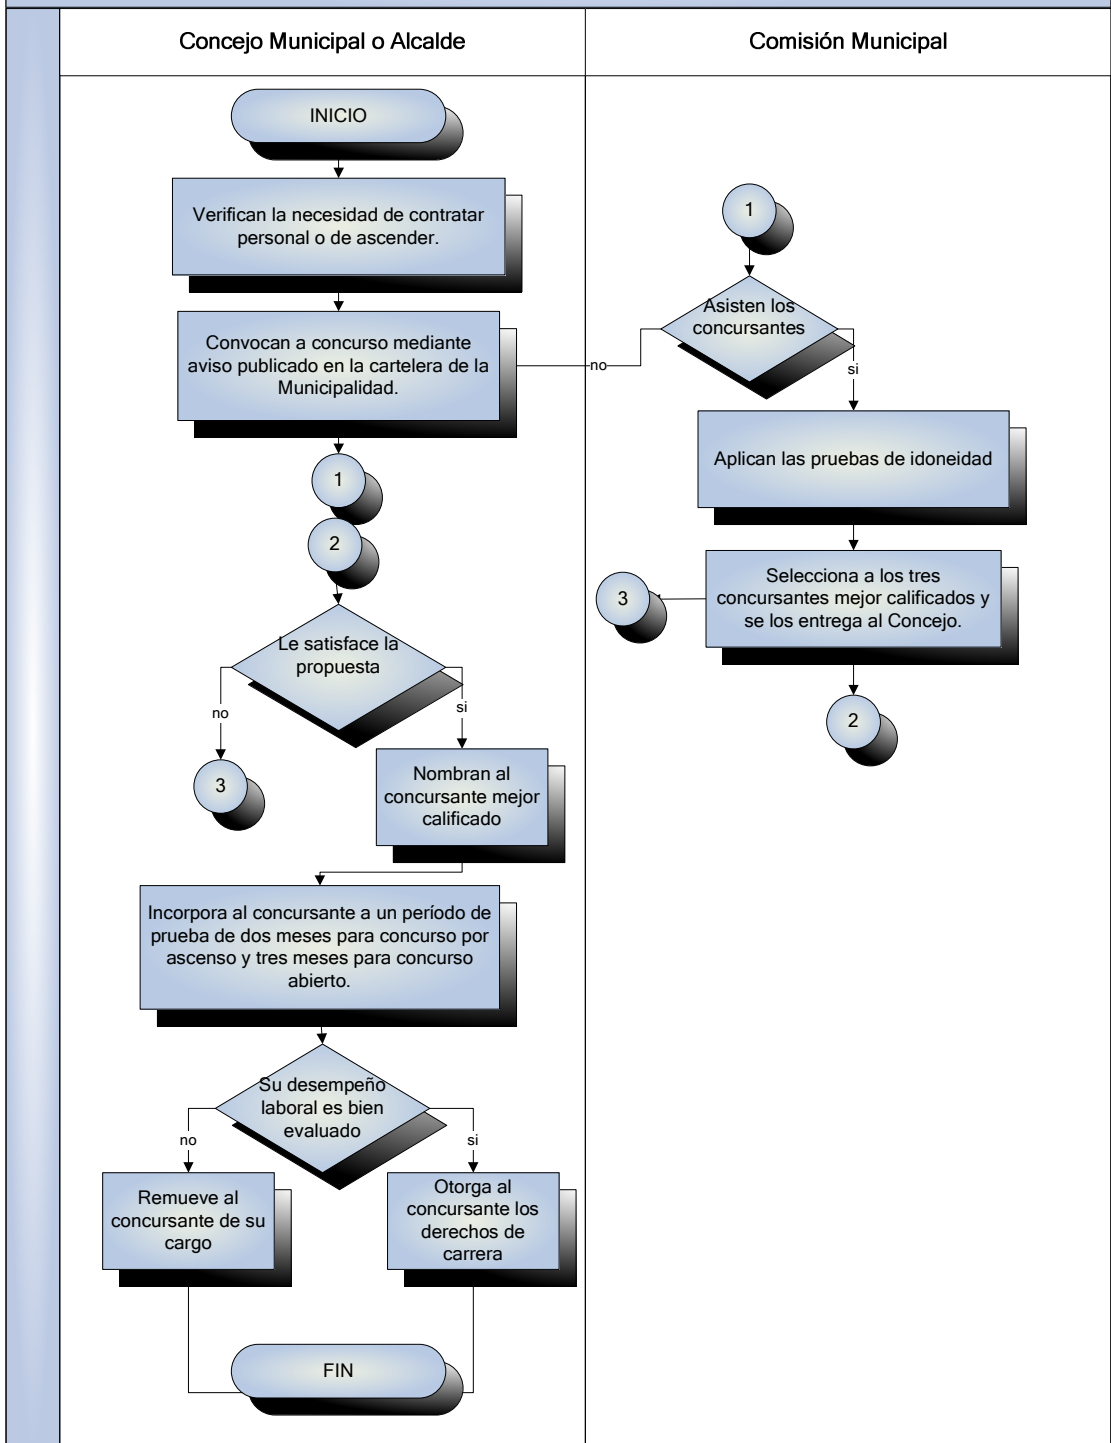 Concejo Municipal o Alcalde
Comisión Municipal
INICIO
Verifican la necesidad de contratar
personal o de ascender.
Convocan a concurso mediante
aviso publicado en la cartelera de la
Municipalidad.
1
2
Le satisface la
propuesta
no
si
3
Nombran al
concursante mejor
calificado
Incorpora al concursante a un período de
prueba de dos meses para concurso por
ascenso y tres meses para concurso
abierto.
Su desempeño
laboral es bien
evaluado
no
si
Remueve al
concursante de su
cargo
Otorga al
concursante los
derechos de
carrera
FIN
1
Asisten los
concursantes
no
si
Aplican las pruebas de idoneidad
Selecciona a los tres
concursantes mejor calificados y
se los entrega al Concejo.
3
2